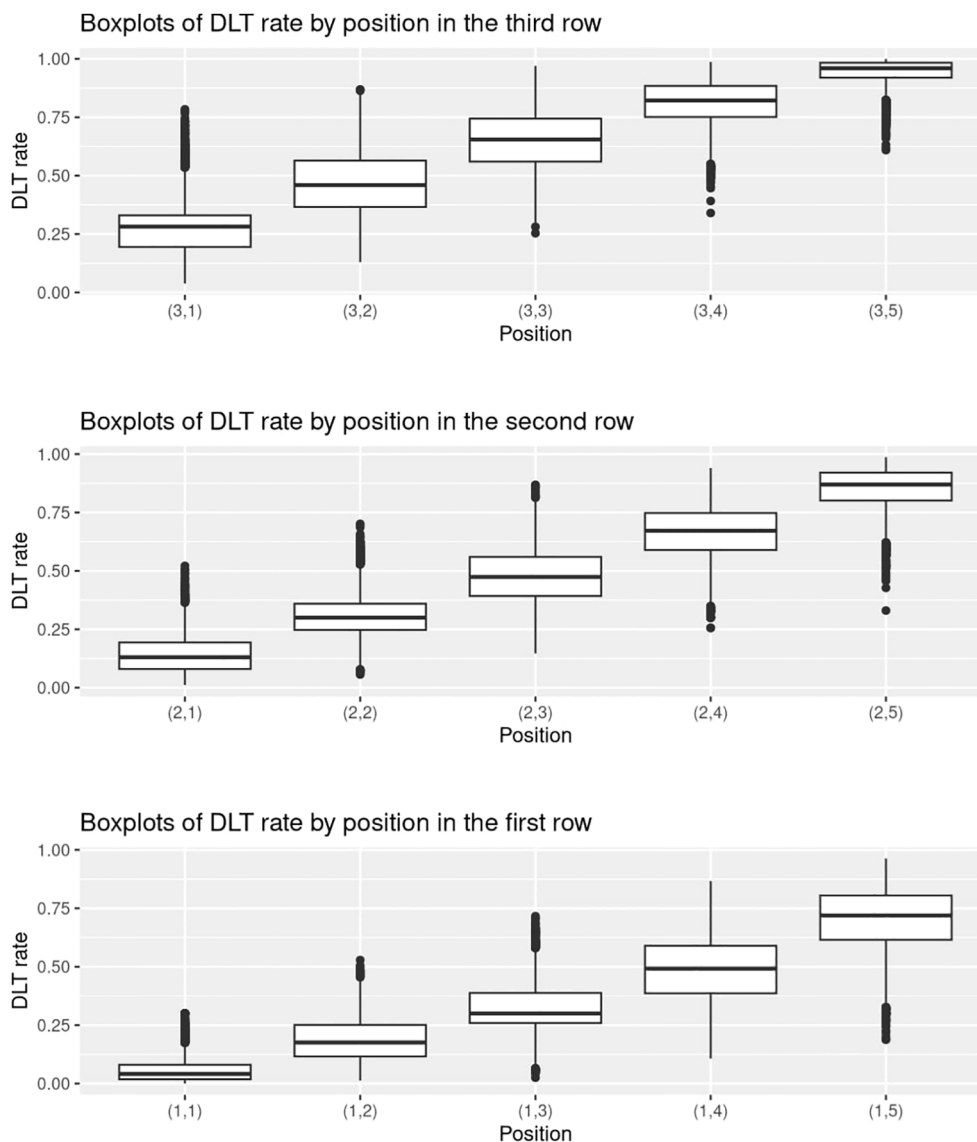 Boxplots of DLT rate by position in the third row
DLT rate
1.00
0.75
0.50
0.25
0.00
(3,1) (3,2) (3,3) (3,4) (3,5)
Position
Boxplots of DLT rate by position in the second row
DLT rate
1.00
0.75
0.50
0.25
0.00
(2,1) (2,2) (2,3) (2,4) (2,5)
Position
Boxplots of DLT rate by position in the first row
DLT rate
1.00
0.75
0.50
0.25
0.00
(1,1) (1,2) (1,3) (1,4) (1,5)
Position